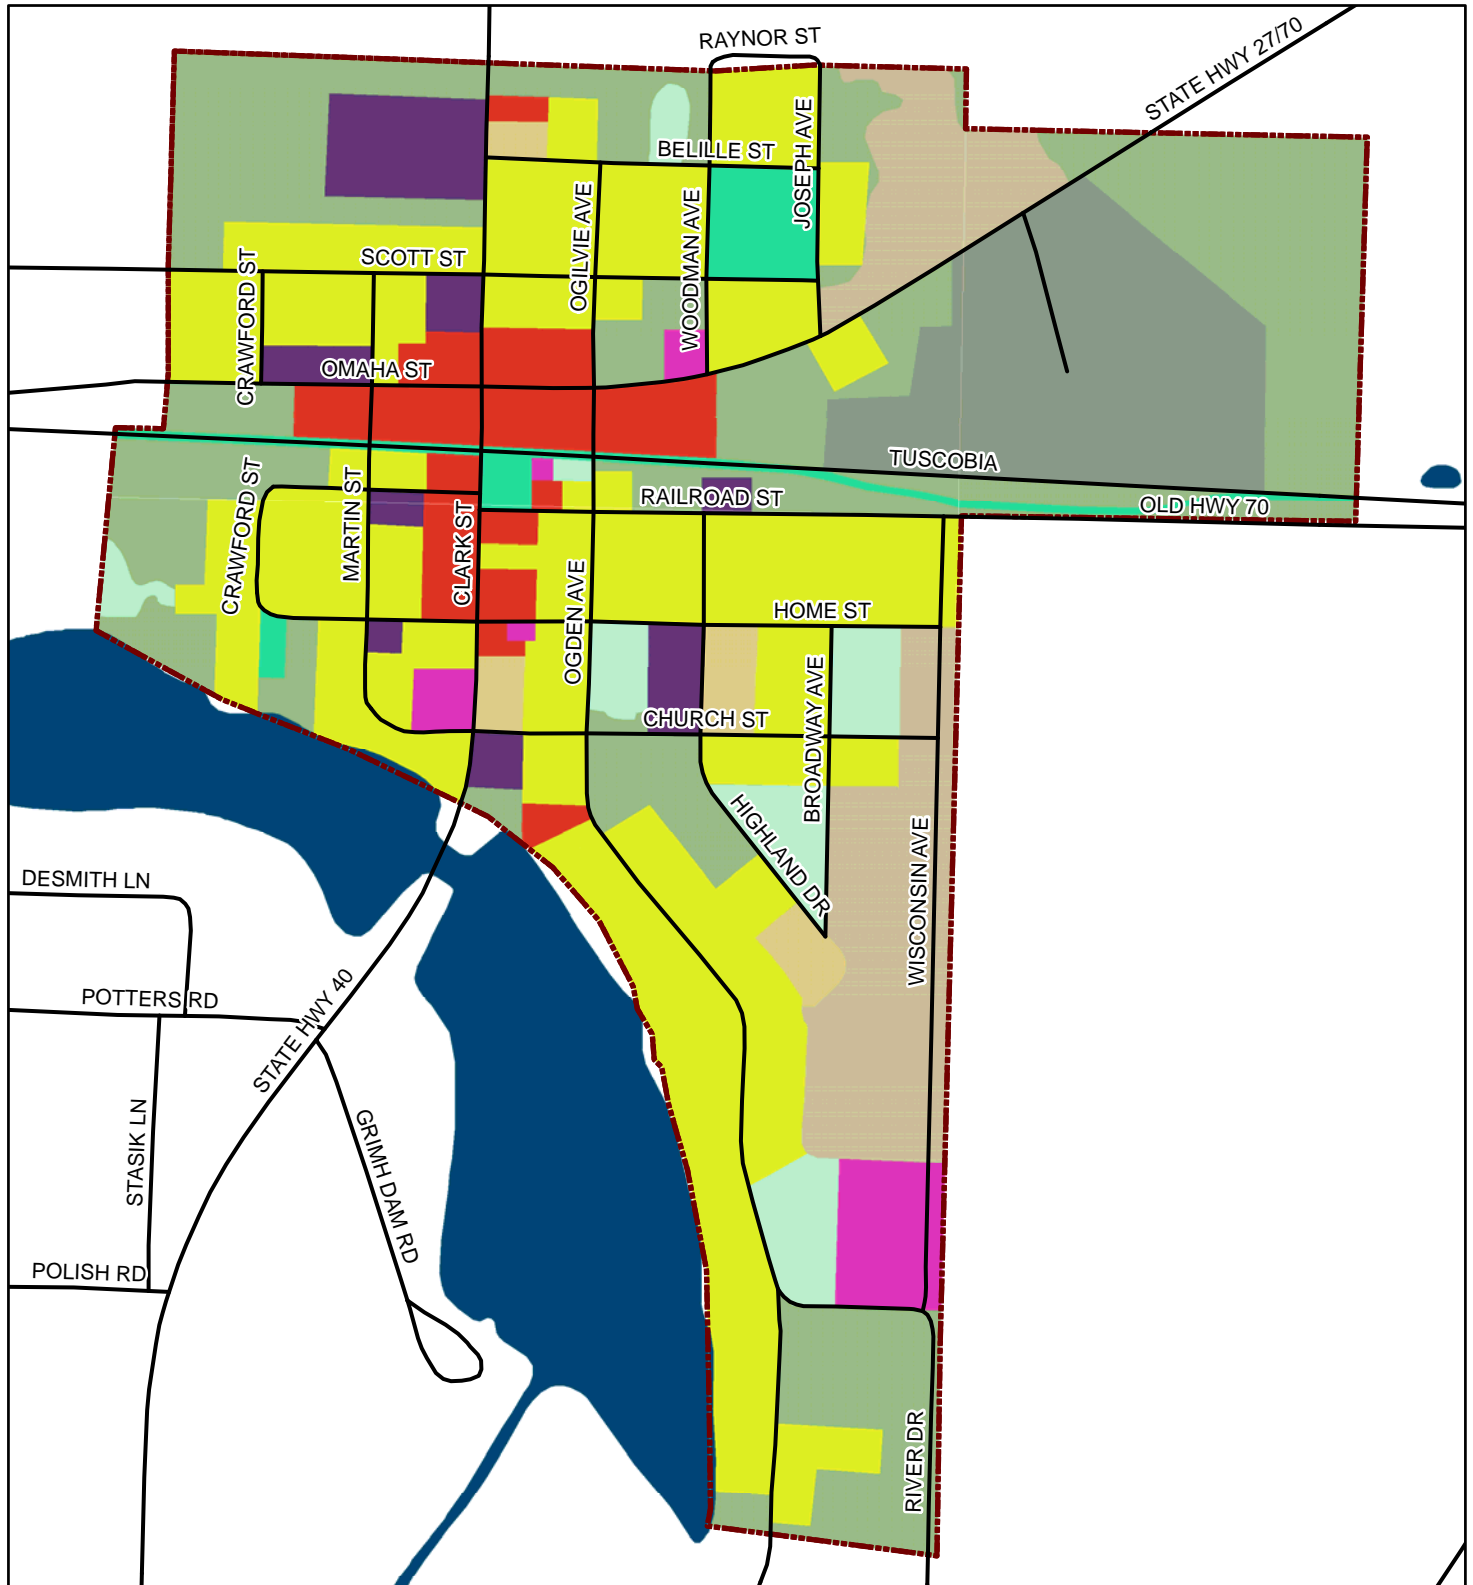 RAYNOR ST
STATE HWY 27/70
JOSEPH AVE
BELILLE ST
OGILVIE AVE
WOODMAN AVE
SCOTT ST
CRAWFORD ST
OMAHA ST
TUSCOBIA
RAILROAD ST
OLD HWY 70
CRAWFORD ST
MARTIN ST
CLARK ST
OGDEN AVE
HOME ST
CHURCH ST
BROADWAY AVE
HIGHLAND DR
WISCONSIN AVE
DESMITH LN
POTTERS RD
STATE HWY 40
STASIK LN
GRIMH DAM RD
POLISH RD
RIVER DR